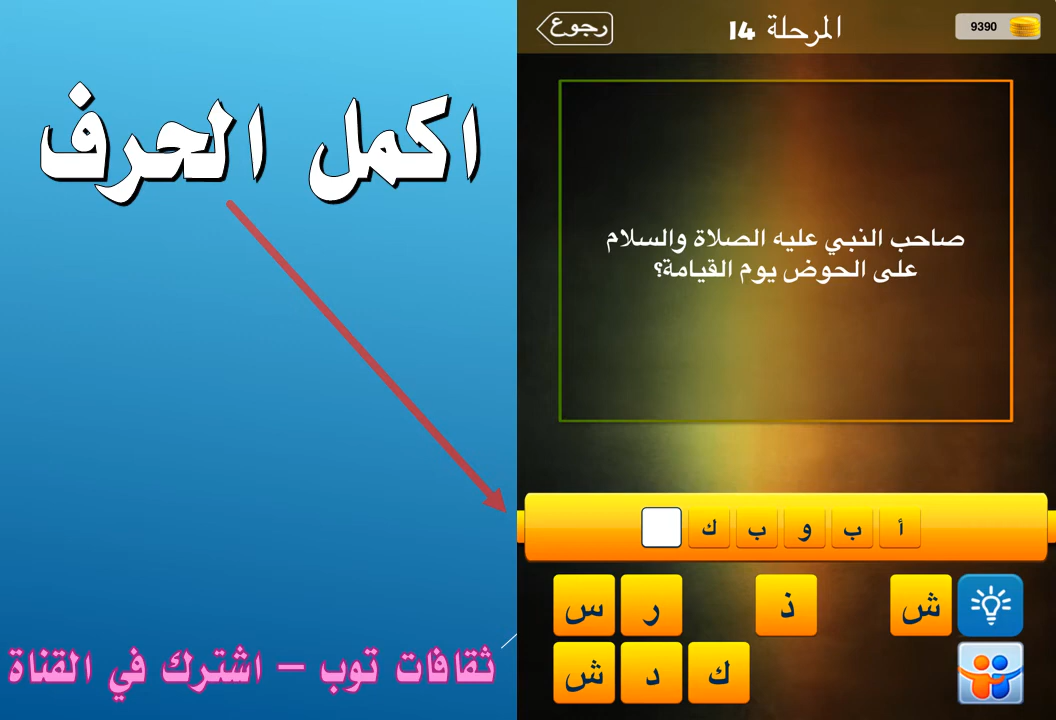 اكمل الحرف
ثقافات توب – اشترك في القناة
رجوع
المرحلة 14
9390
صاحب النبي عليه الصلاة والسلام
على الحوض يوم القيامة؟
أ ب و ب ك
ش ذ ر س
ك د ش